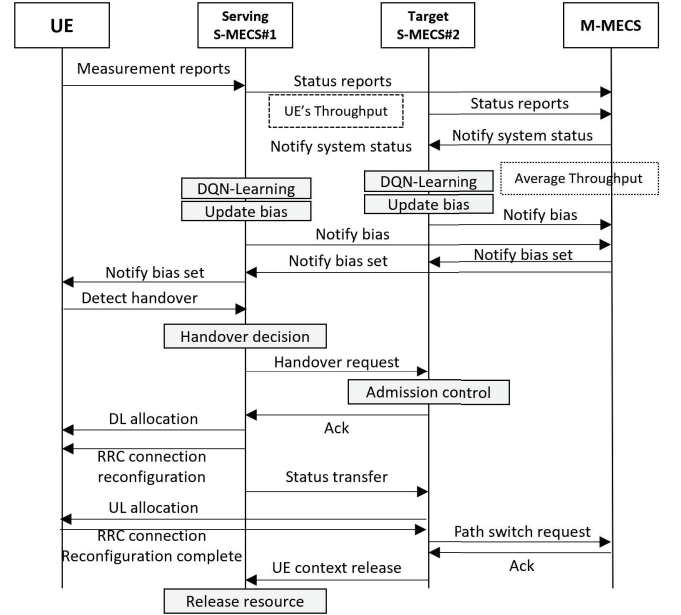 UE
Serving
S-MECS#1
Target
S-MECS#2
M-MECS
Measurement reports
Status reports
UE's Throughput
Status reports
Notify system status
Notify system status
DQN-Learning
Update bias
DQN-Learning
Update bias
Average Throughput
Notify bias
Notify bias
Notify bias set
Notify bias set
Notify bias set
Detect handover
Handover decision
Handover request
Admission control
DL allocation
Ack
RRC connection
reconfiguration
Status transfer
UL allocation
RRC connection
Reconfiguration complete
Path switch request
Ack
UE context release
Release resource